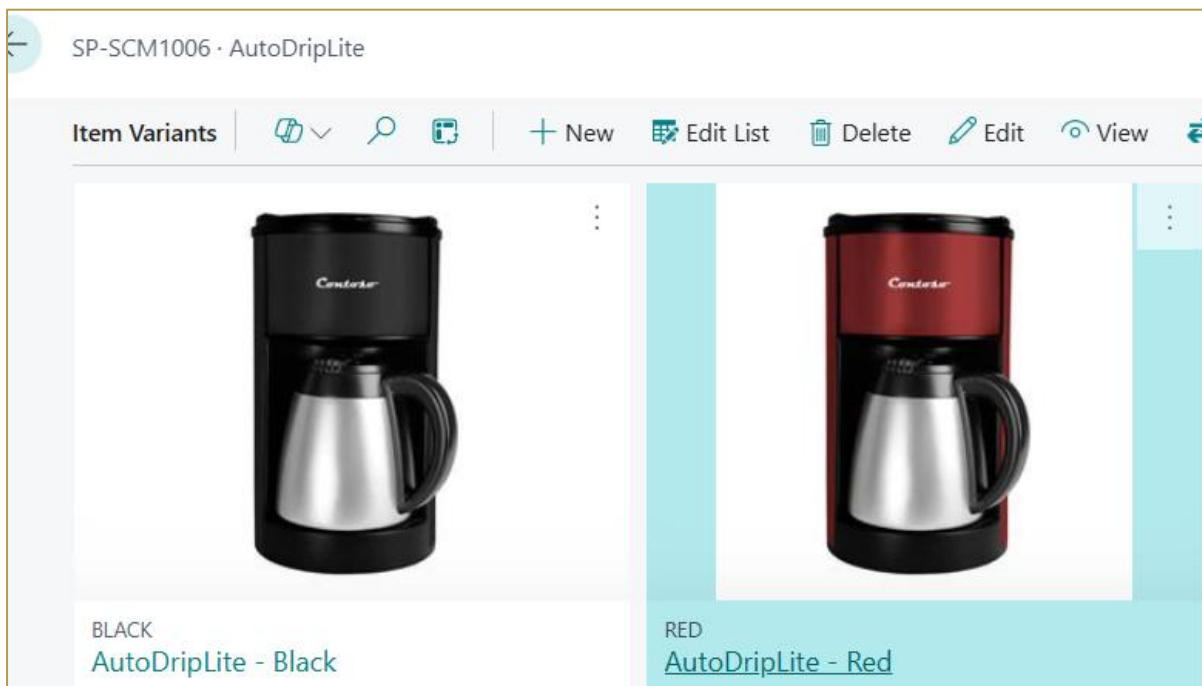 SP-SCM1006 · AutoDripLite
Item Variants
New
Edit List
Delete
Edit
View
Contoso
Contoso
BLACK
AutoDripLite - Black
RED
AutoDripLite - Red